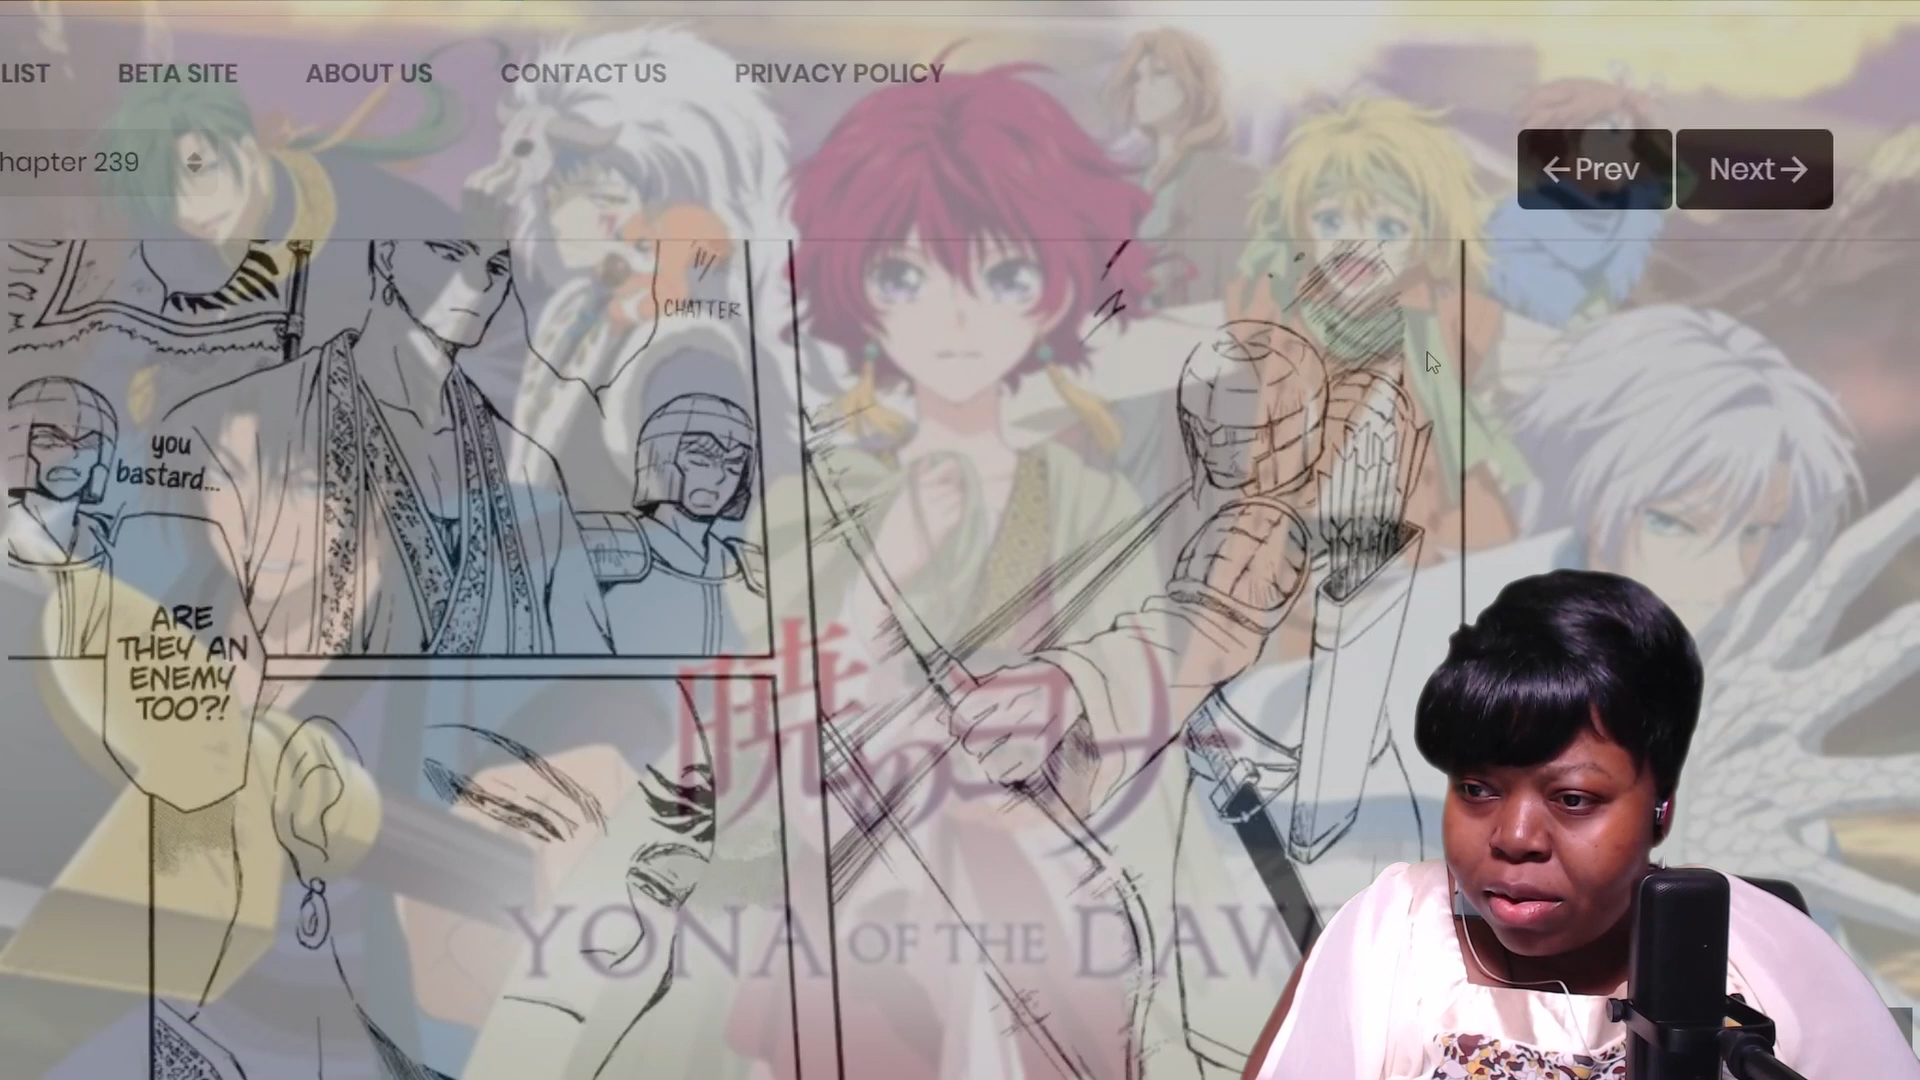 LIST BETA SITE ABOUT US CONTACT US PRIVACY POLICY
hapter 239
←Prev Next→
CHATTER
you
bastard...
ARE
THEY AN
ENEMY
TOO?!
暁のヨナ
YONA OF THE DAW